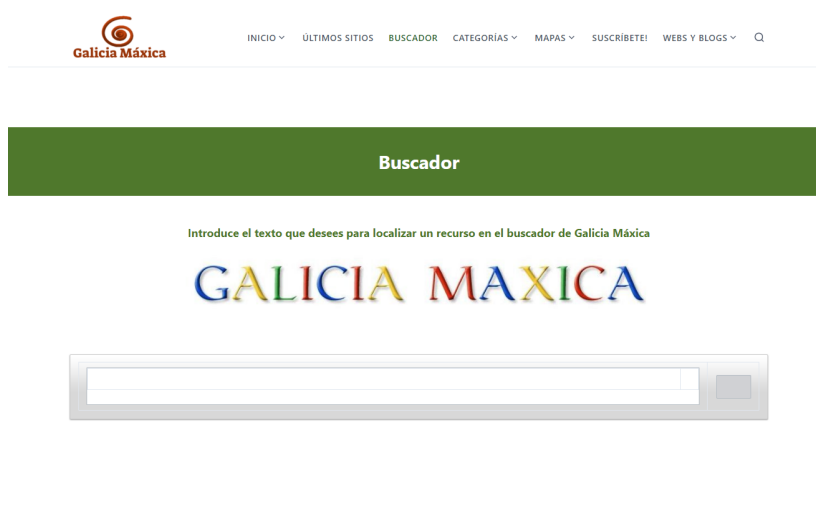 Galicia Máxica
INICIO ÚLTIMOS SITIOS BUSCADOR CATEGORÍAS MAPAS SUSCRÍBETE! WEBS Y BLOGS
Buscador
Introduce el texto que desees para localizar un recurso en el buscador de Galicia Máxica
GALICIA MAXICA